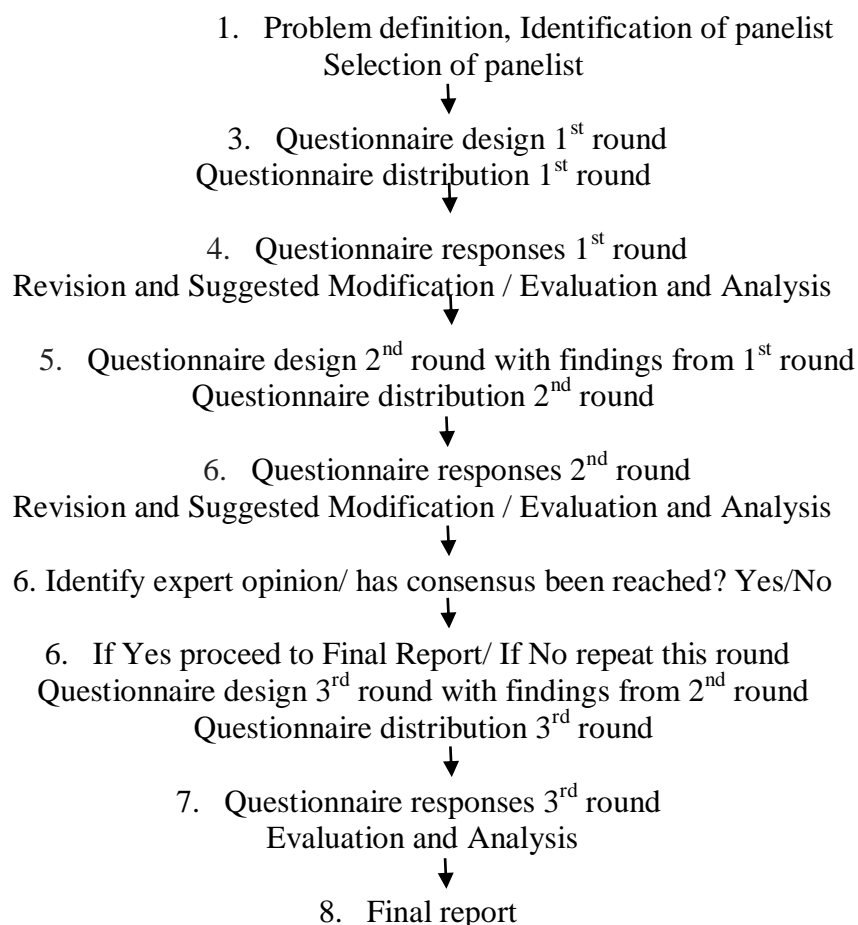 1. Problem definition, Identification of panelist
Selection of panelist
3. Questionnaire design 1st round
Questionnaire distribution 1st round
4. Questionnaire responses 1st round
Revision and Suggested Modification / Evaluation and Analysis
5. Questionnaire design 2nd round with findings from 1st round
Questionnaire distribution 2nd round
6. Questionnaire responses 2nd round
Revision and Suggested Modification / Evaluation and Analysis
6. Identify expert opinion/ has consensus been reached? Yes/No
6. If Yes proceed to Final Report/ If No repeat this round
Questionnaire design 3rd round with findings from 2nd round
Questionnaire distribution 3rd round
7. Questionnaire responses 3rd round
Evaluation and Analysis
8. Final report